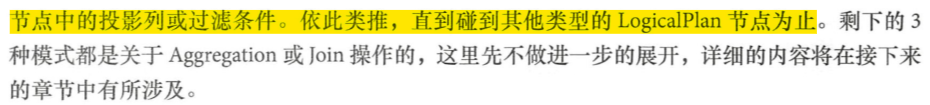 节点中的投影列或过滤条件。依此类推，直到碰到其他类型的 LogicalPlan 节点为止。剩下的 3
种模式都是关于 Aggregation 或 Join 操作的，这里先不做进一步的展开，详细的内容将在接下来
的章节中有所涉及。